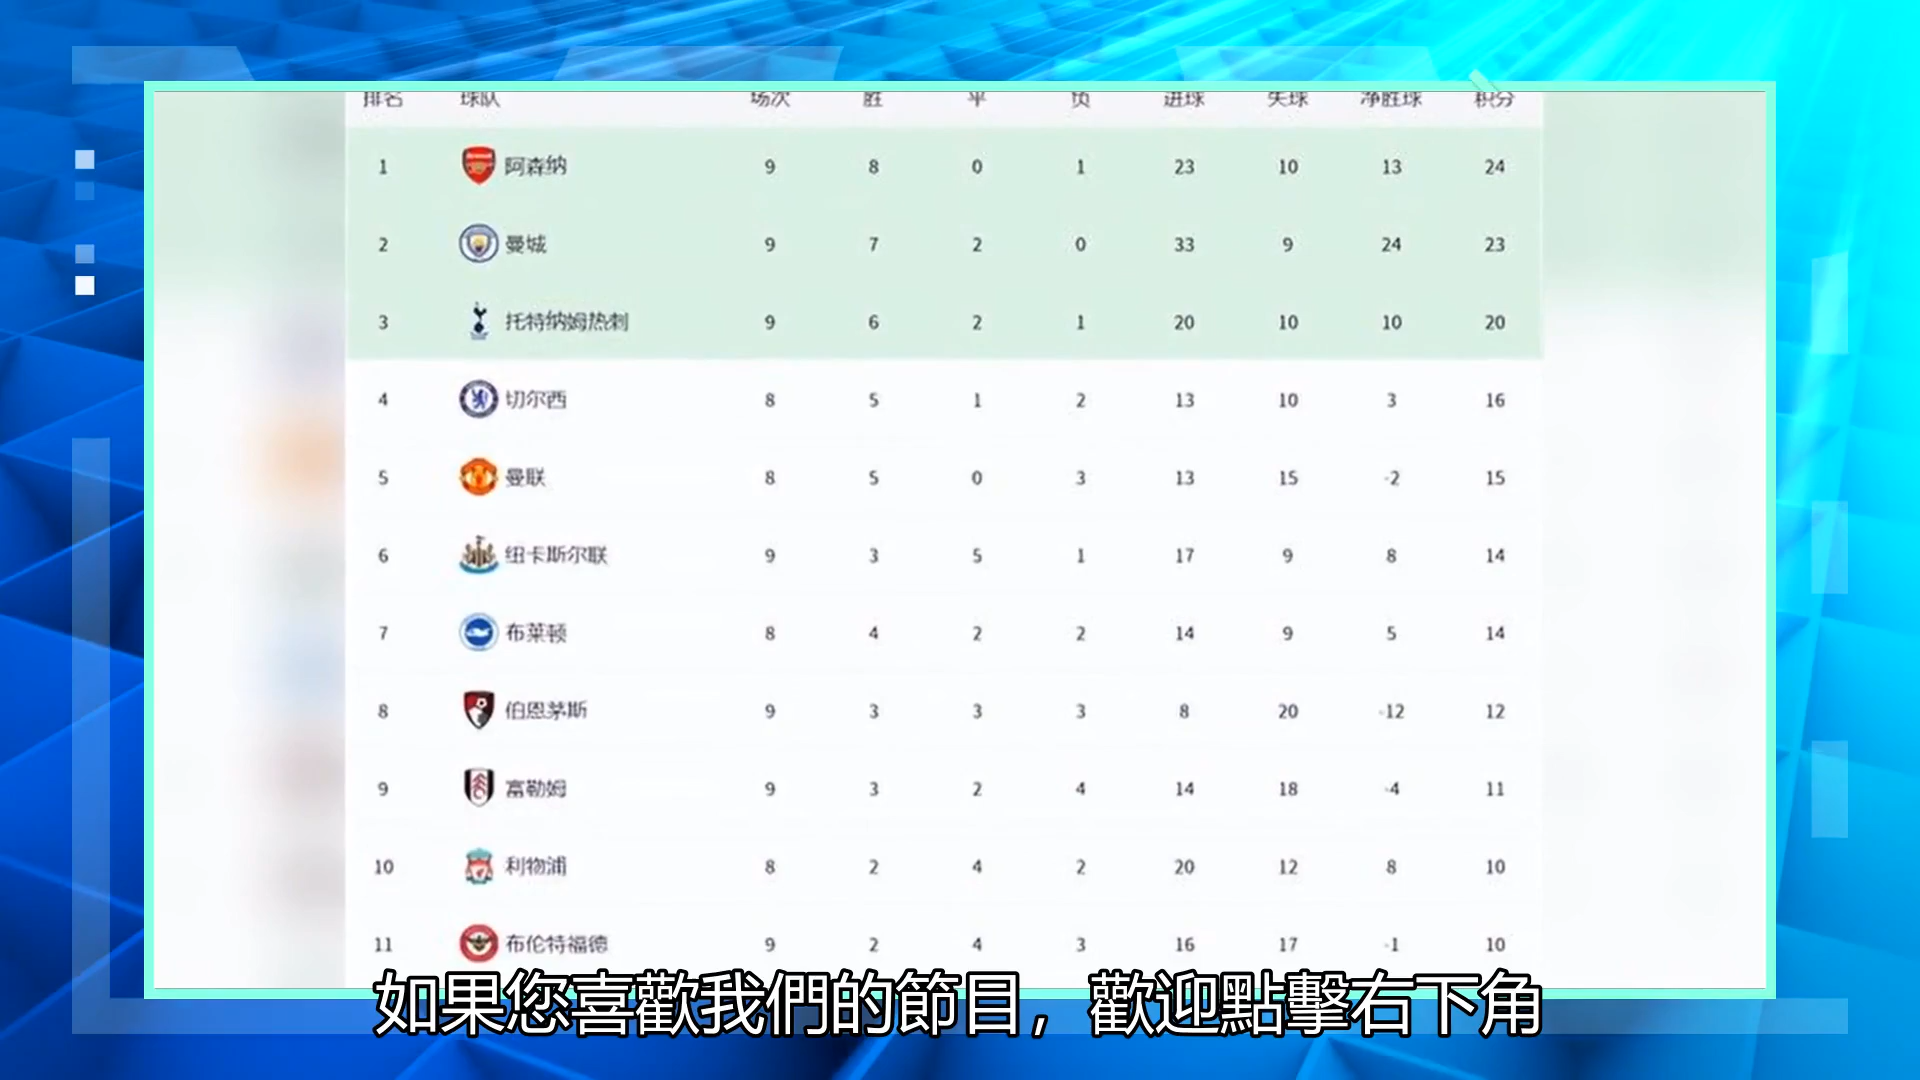 排名 球队 场次 胜 平 负 进球 失球 净胜球 积分
1 阿森纳 9 8 0 1 23 10 13 24
2 曼城 9 7 2 0 33 9 24 23
3 托特纳姆热刺 9 6 2 1 20 10 10 20
4 切尔西 8 5 1 2 13 10 3 16
5 曼联 8 5 0 3 13 15 -2 15
6 纽卡斯尔联 9 3 5 1 17 9 8 14
7 布莱顿 8 4 2 2 14 9 5 14
8 伯恩茅斯 9 3 3 3 8 20 -12 12
9 富勒姆 9 3 2 4 14 18 -4 11
10 利物浦 8 2 4 2 20 12 8 10
11 布伦特福德 9 2 4 3 16 17 -1 10
如果您喜歡我們的節目，歡迎點擊右下角